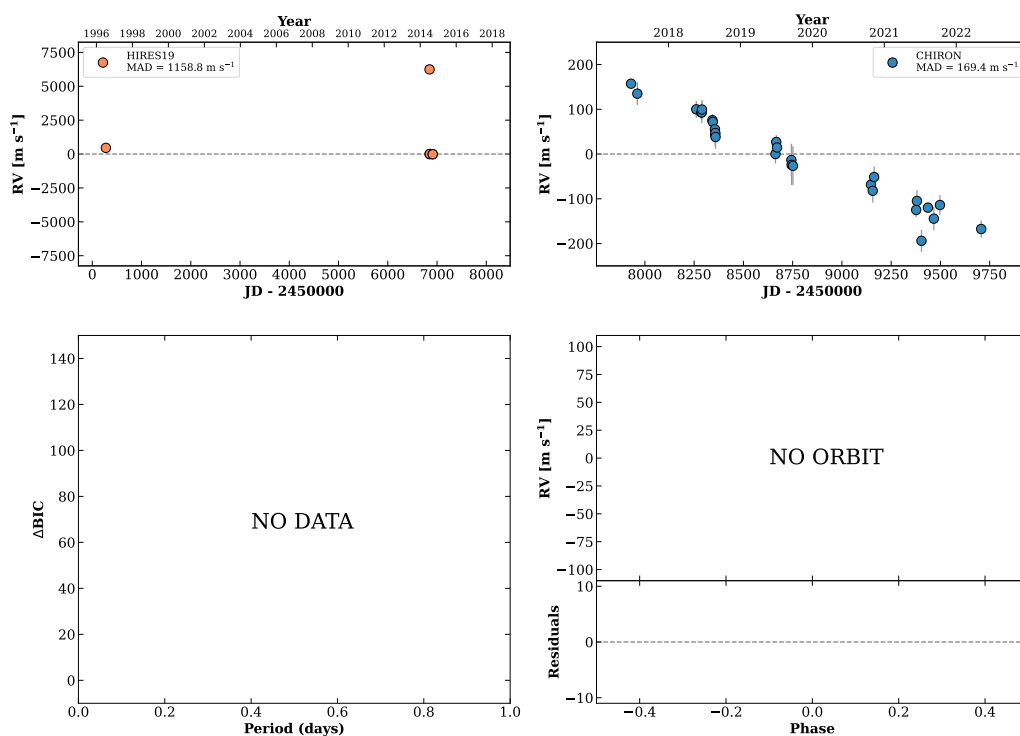 Year
1996 1998 2000 2002 2004 2006 2008 2010 2012 2014 2016 2018
HIRES19
MAD = 1158.8 m s⁻¹
RV [m s⁻¹]
7500
5000
2500
0
−2500
−5000
−7500
0 1000 2000 3000 4000 5000 6000 7000 8000
JD - 2450000
Year
2018 2019 2020 2021 2022
CHIRON
MAD = 169.4 m s⁻¹
RV [m s⁻¹]
200
100
0
−100
−200
8000 8250 8500 8750 9000 9250 9500 9750
JD - 2450000
ΔBIC
140
120
100
80
60
40
20
0
NO DATA
0.0 0.2 0.4 0.6 0.8 1.0
Period (days)
RV [m s⁻¹]
100
75
50
25
0
−25
−50
−75
−100
NO ORBIT
Residuals
10
0
−10
−0.4 −0.2 0.0 0.2 0.4
Phase